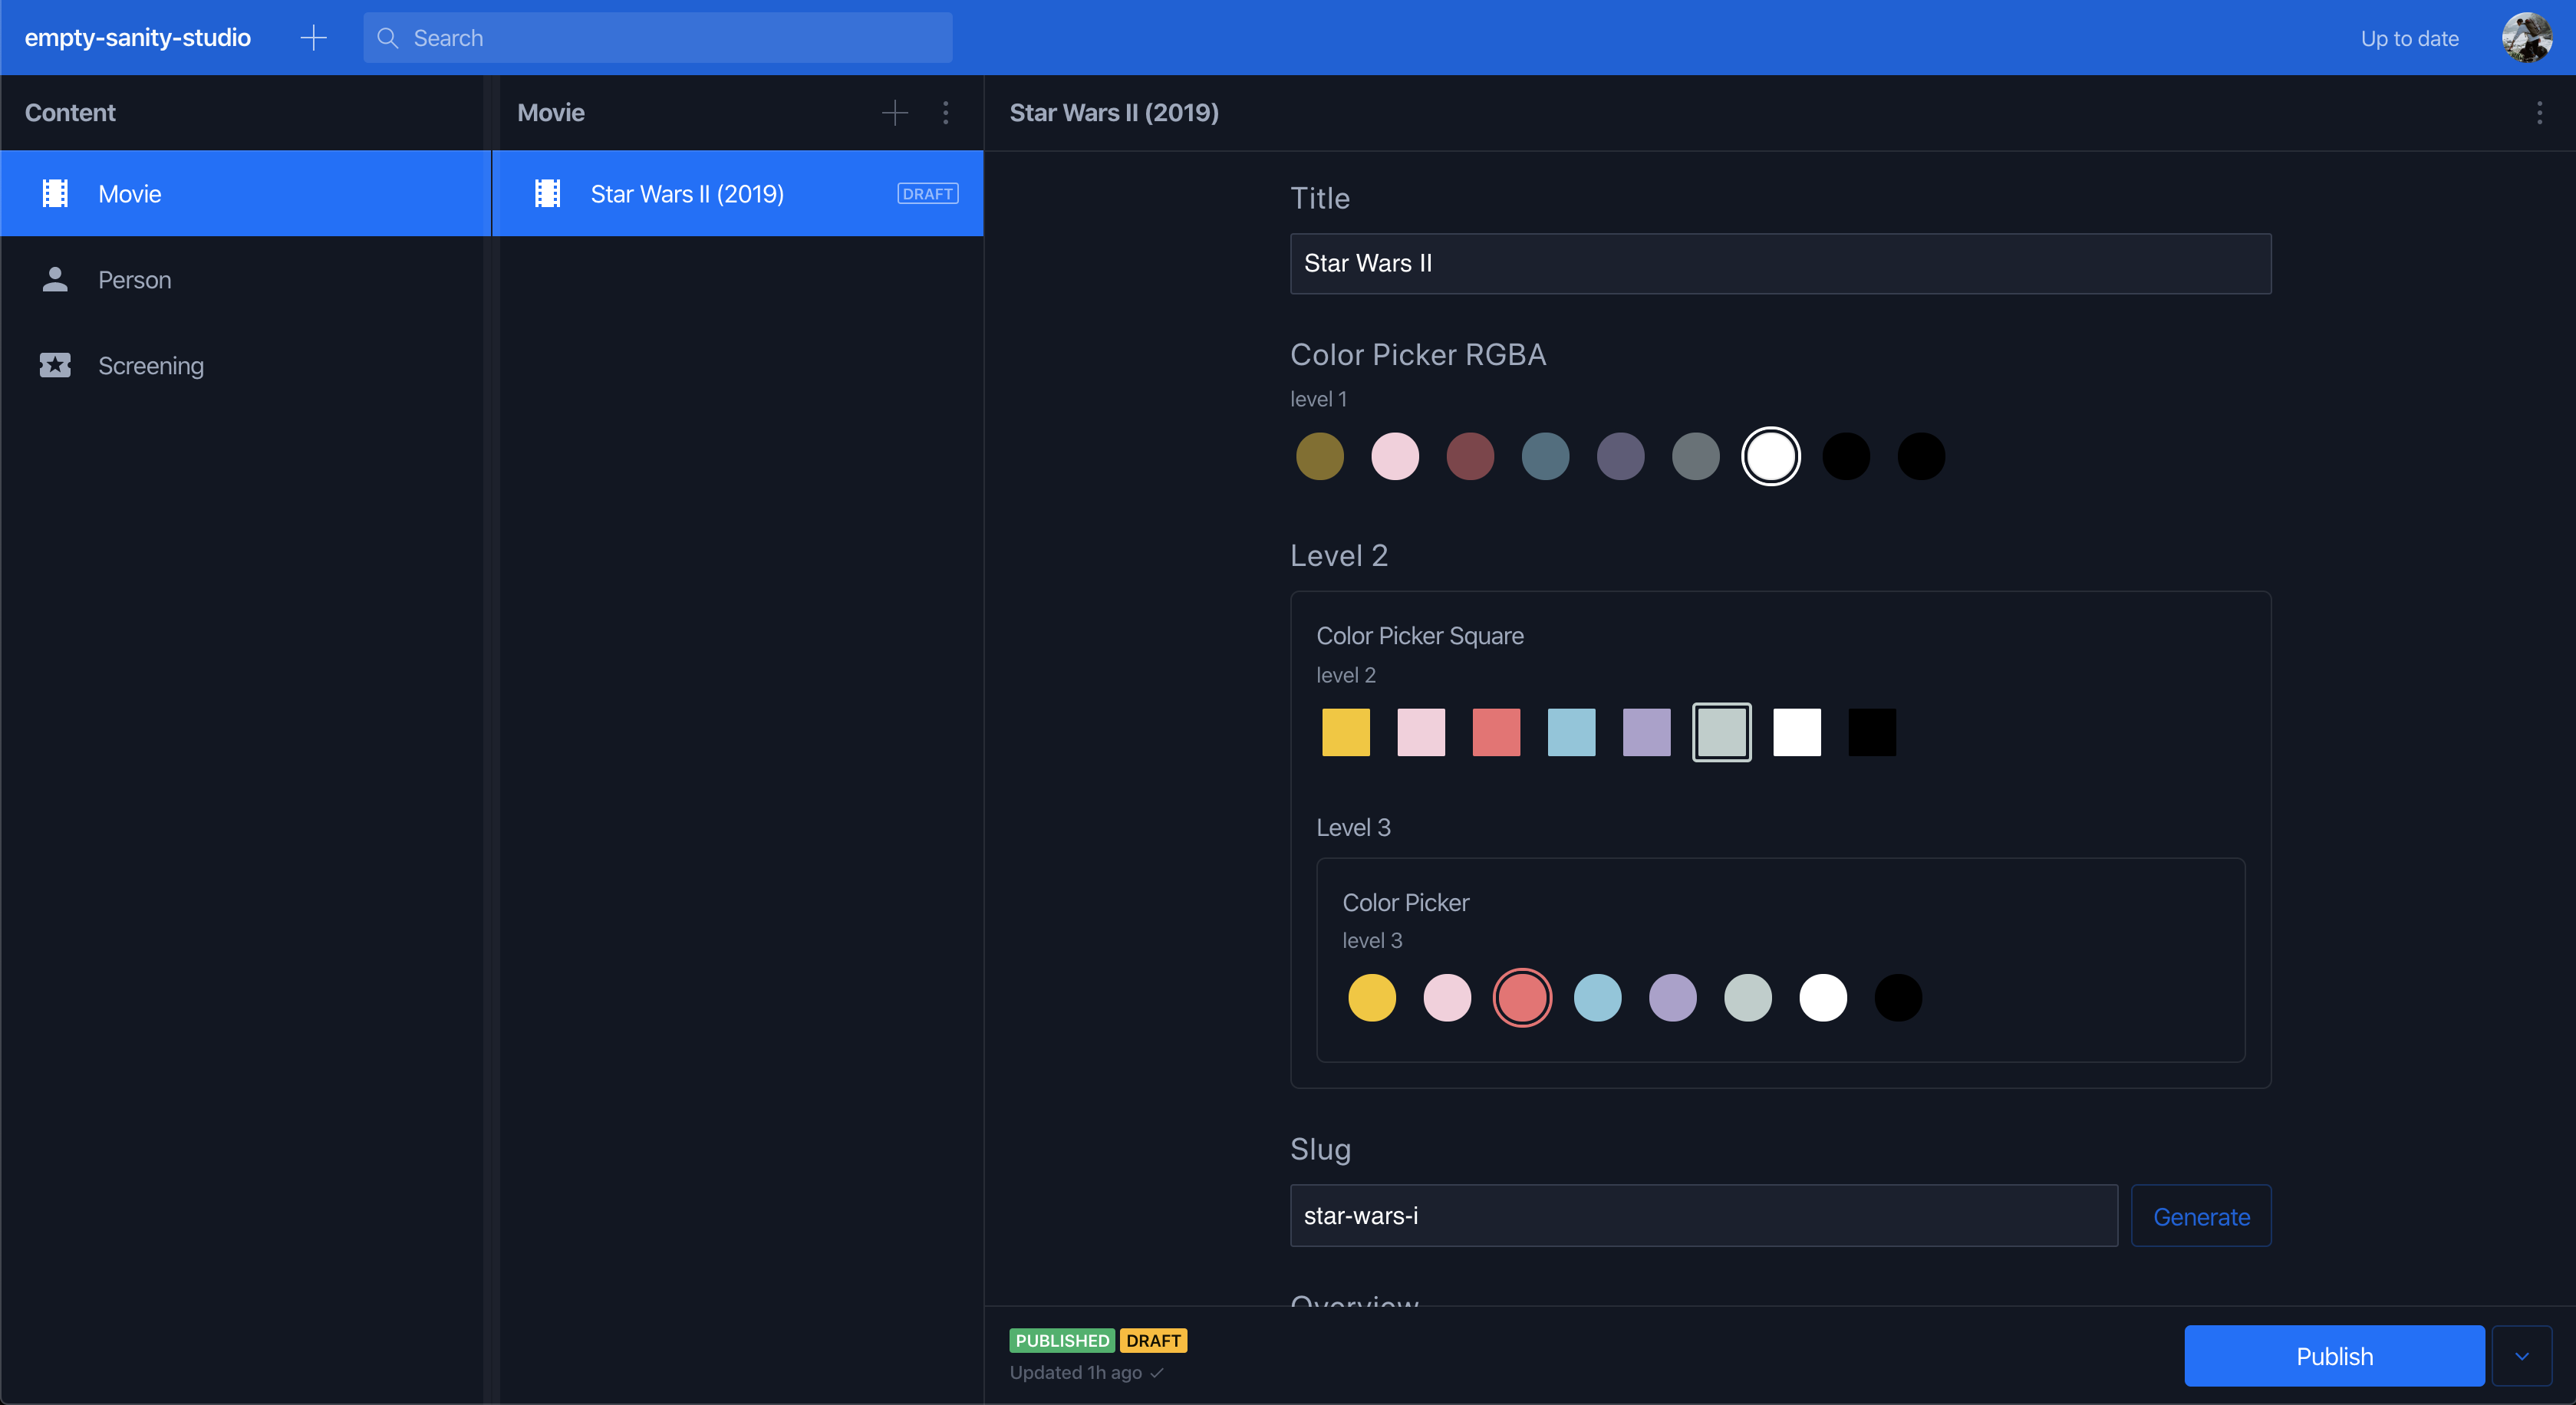 empty-sanity-studio
Search
Up to date
Content
Movie
Person
Screening
Movie
Star Wars II (2019)
DRAFT
Star Wars II (2019)
Title
Star Wars II
Color Picker RGBA
level 1
Level 2
Color Picker Square
level 2
Level 3
Color Picker
level 3
Slug
star-wars-i
Generate
Overview
PUBLISHED DRAFT
Updated 1h ago
Publish